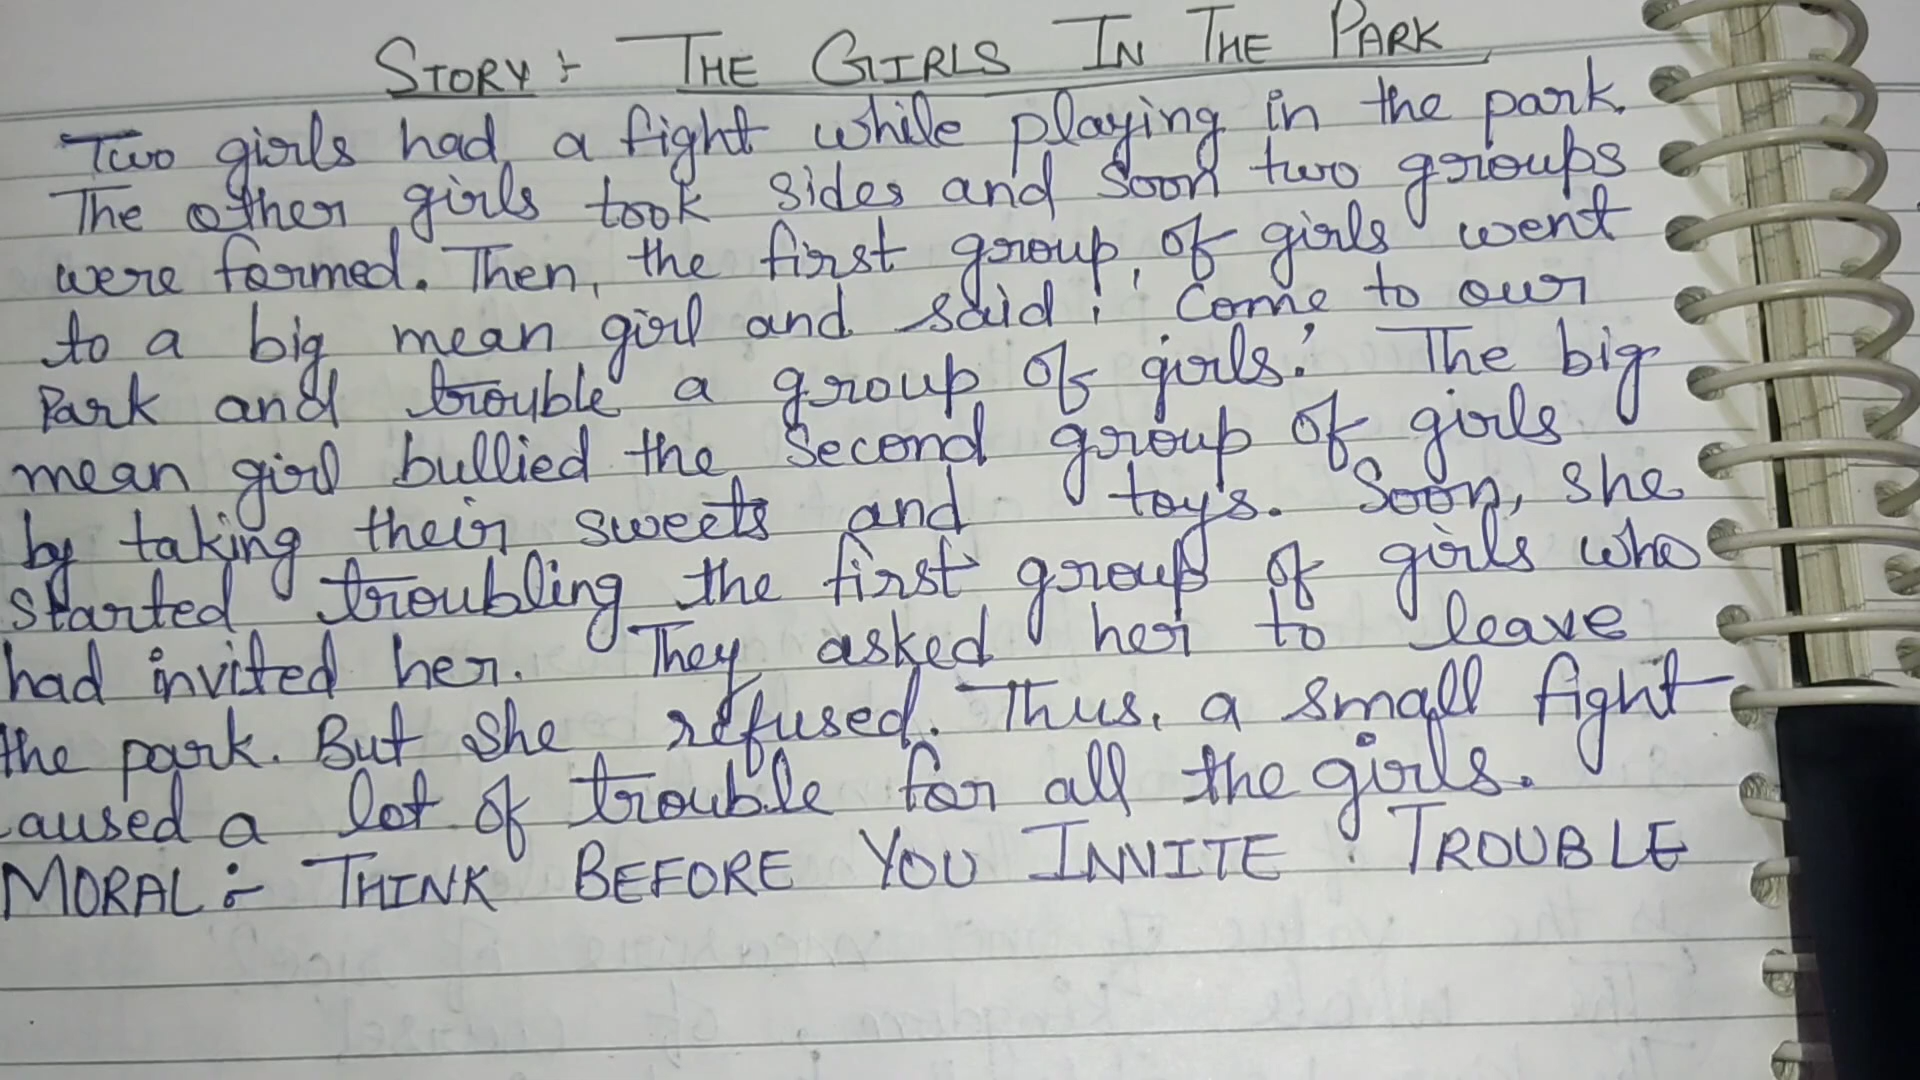 STORY :- THE GIRLS IN THE PARK
Two girls had a fight while playing in the park.
The other girls took sides and soon two groups
were formed. Then, the first group of girls went
to a big mean girl and said: 'Come to our
Park and trouble a group of girls.' The big
mean girl bullied the second group of girls
by taking their sweets and toys. Soon, she
started troubling the first group of girls who
had invited her. They asked her to leave
the park. But she refused. Thus, a small fight
caused a lot of trouble for all the girls.
MORAL :- THINK BEFORE YOU INVITE TROUBLE